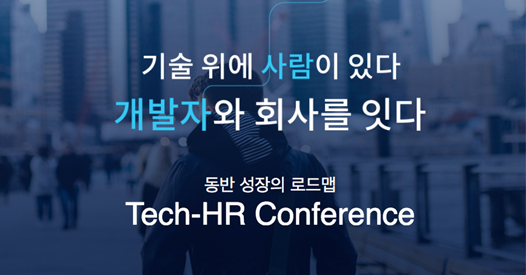 기술 위에 사람이 있다
개발자와 회사를 잇다
동반 성장의 로드맵
Tech-HR Conference